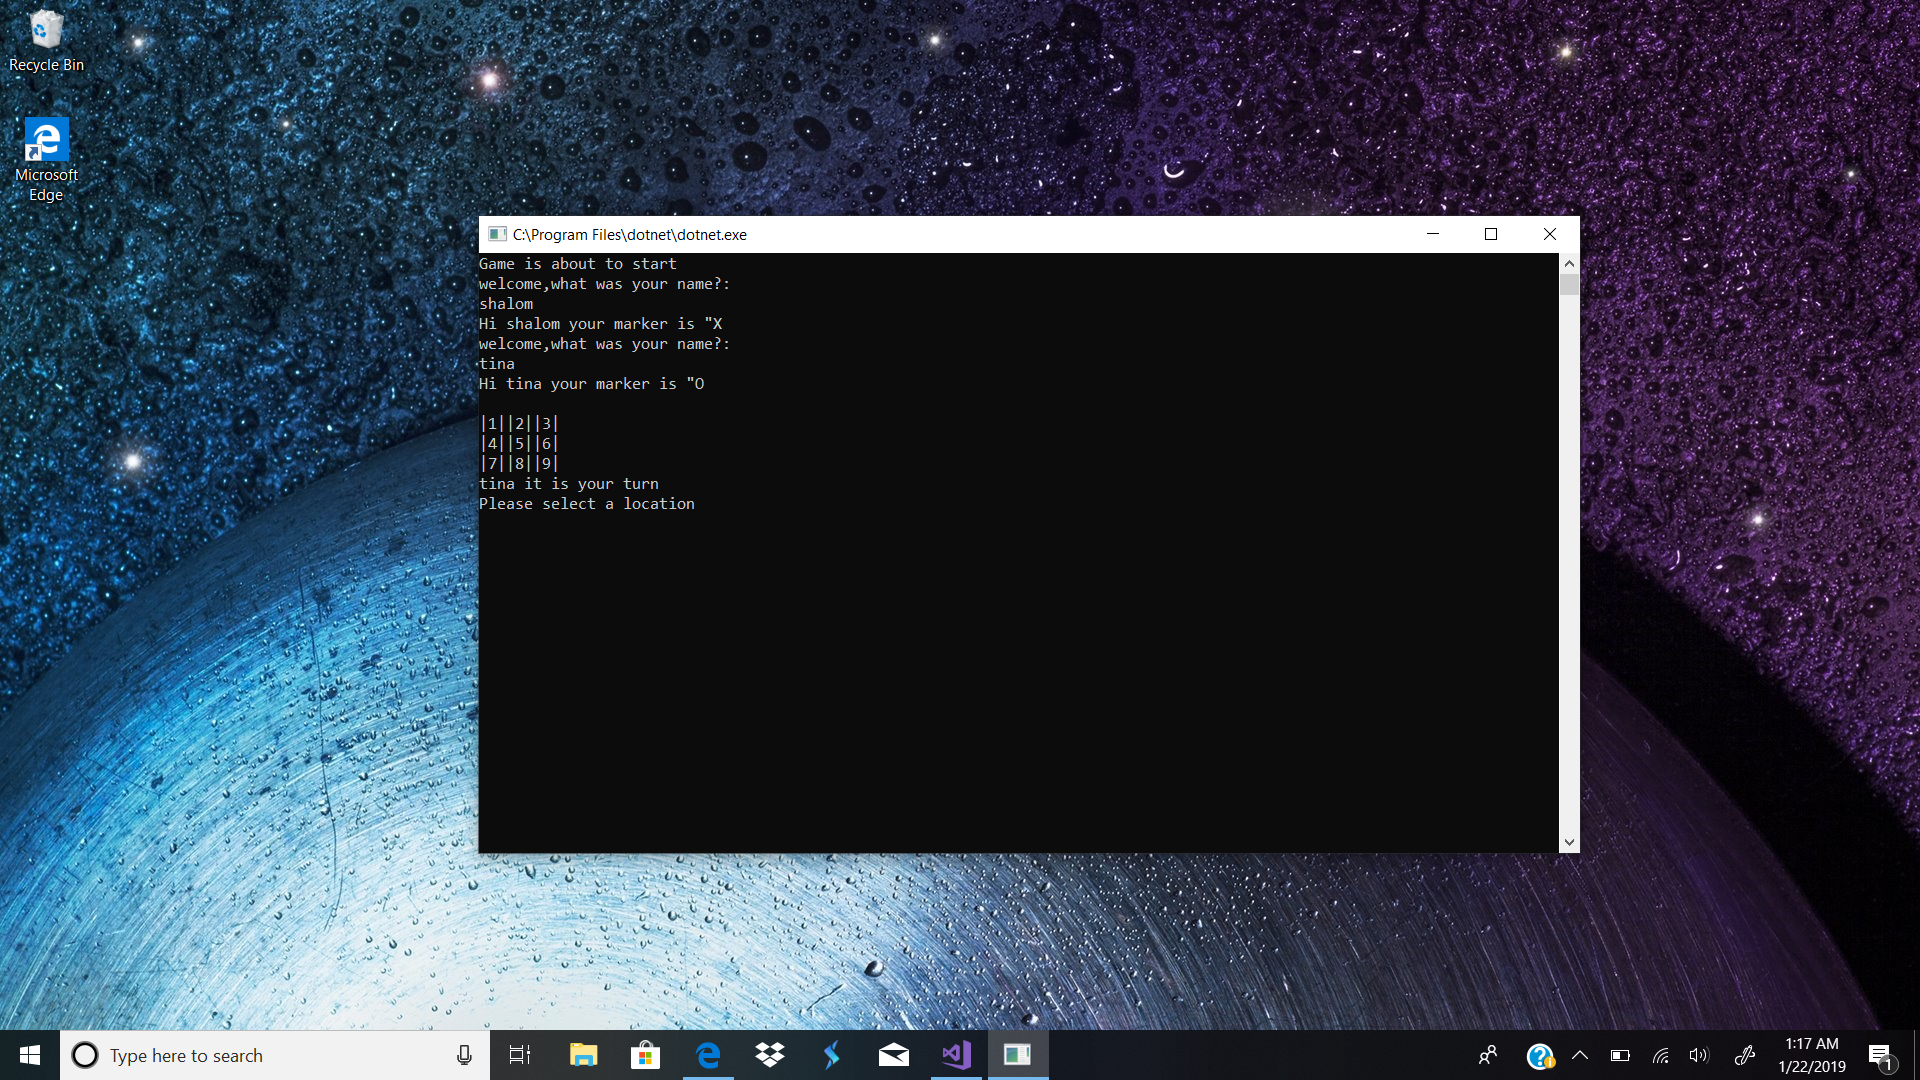 Recycle Bin
Microsoft
Edge
C:\Program Files\dotnet\dotnet.exe
Game is about to start
welcome,what was your name?:
shalom
Hi shalom your marker is "X
welcome,what was your name?:
tina
Hi tina your marker is "O
|1||2||3|
|4||5||6|
|7||8||9|
tina it is your turn
Please select a location
Type here to search
1:17 AM
1/22/2019
1